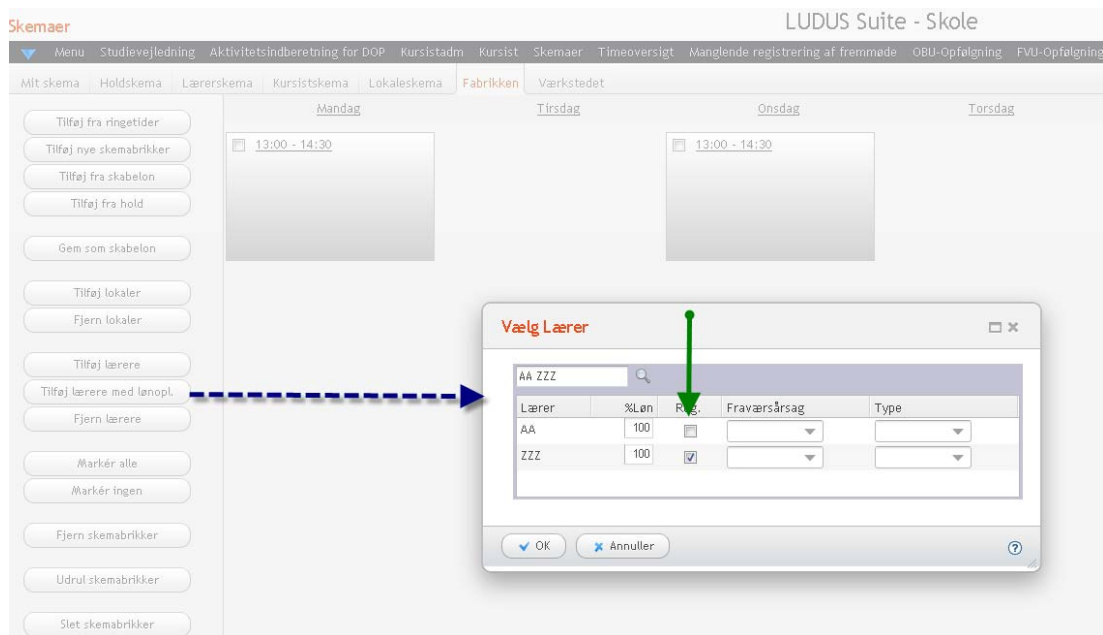 Skemaer
LUDUS Suite - Skole
Menu Studievejledning Aktivitetsindberetning for DOP Kursistadm Kursist Skemaer Timeoversigt Manglende registrering af fremmøde OBU-Opfølgning FVU-Opfølgning
Mit skema Holdskema Lærerskema Kursistskema Lokaleskema Fabrikken Værkstedet
Mandag Tirsdag Onsdag Torsdag
Tilføj fra ringetider
Tilføj nye skemabrikker
Tilføj fra skabelon
Tilføj fra hold
Gem som skabelon
Tilføj lokaler
Fjern lokaler
Tilføj lærere
Tilføj lærere med lønopl.
Fjern lærere
Markér alle
Markér ingen
Fjern skemabrikker
Udrul skemabrikker
Slet skemabrikker
13:00 - 14:30
13:00 - 14:30
Vælg Lærer
AA ZZZ
Lærer %Løn Reg. Fraværsårsag Type
AA 100
ZZZ 100
OK Annuller